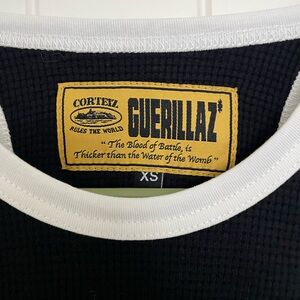 CORTEIZ
RULES THE WORLD
GUERILLAZ
"The Blood of Battle, is
Thicker than the Water of the Womb"
XS